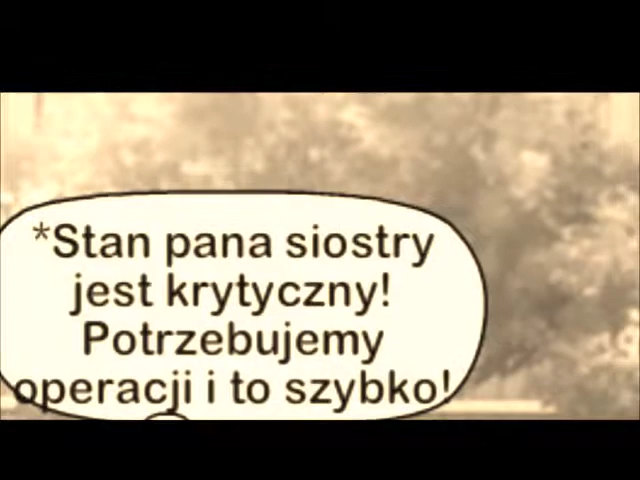 *Stan pana siostry
jest krytyczny!
Potrzebujemy
operacji i to szybko!